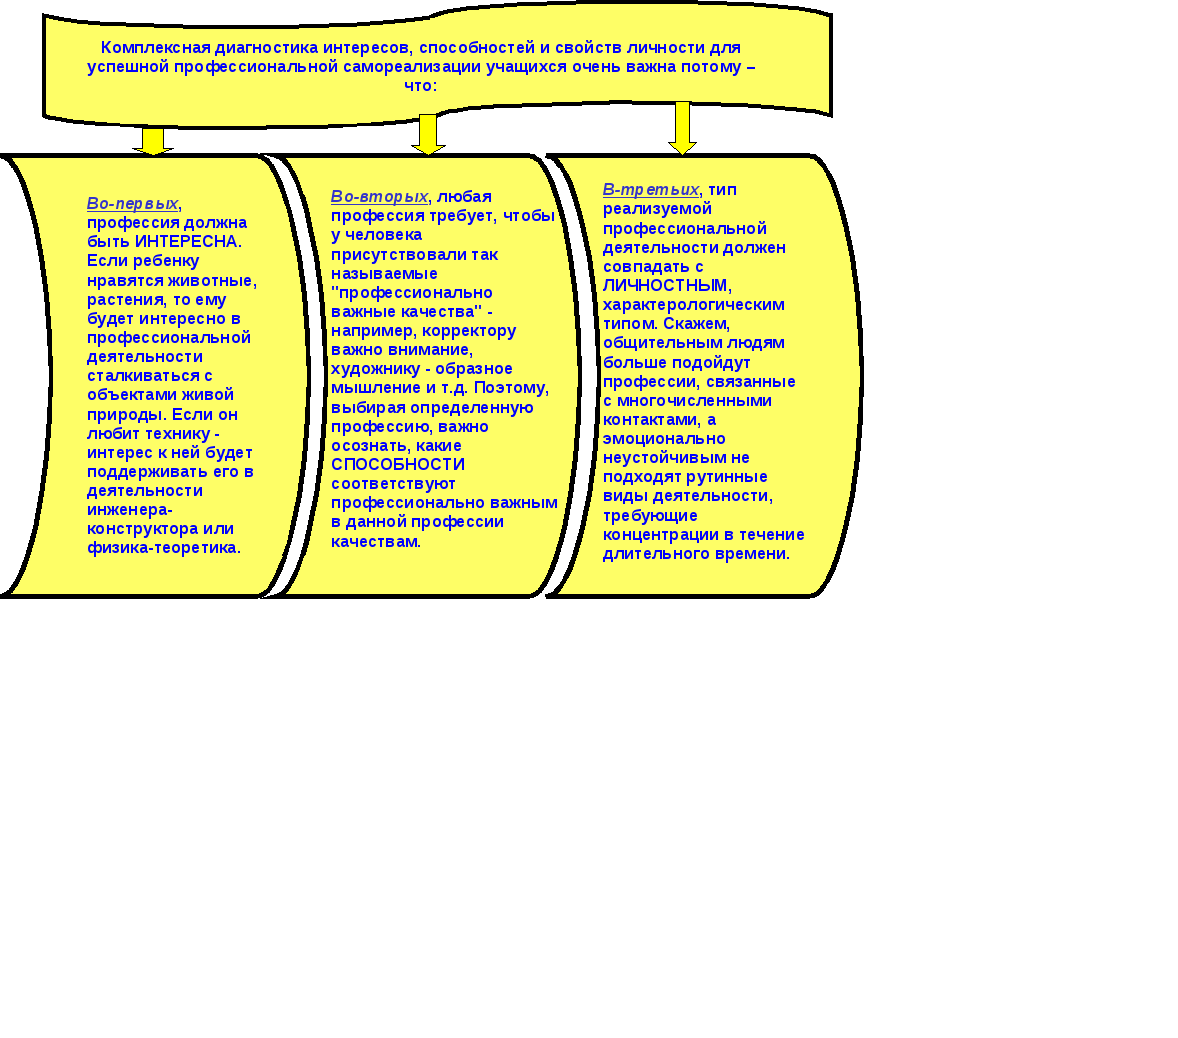 Комплексная диагностика интересов, способностей и свойств личности для
успешной профессиональной самореализации учащихся очень важна потому –
что:
Во-первых,
профессия должна
быть ИНТЕРЕСНА.
Если ребенку
нравятся животные,
растения, то ему
будет интересно в
профессиональной
деятельности
сталкиваться с
объектами живой
природы. Если он
любит технику -
интерес к ней будет
поддерживать его в
деятельности
инженера-
конструктора или
физика-теоретика.
Во-вторых, любая
профессия требует, чтобы
у человека
присутствовали так
называемые
"профессионально
важные качества" -
например, корректору
важно внимание,
художнику - образное
мышление и т.д. Поэтому,
выбирая определенную
профессию, важно
осознать, какие
СПОСОБНОСТИ
соответствуют
профессионально важным
в данной профессии
качествам.
В-третьих, тип
реализуемой
профессиональной
деятельности должен
совпадать с
ЛИЧНОСТНЫМ,
характерологическим
типом. Скажем,
общительным людям
больше подойдут
профессии, связанные
с многочисленными
контактами, а
эмоционально
неустойчивым не
подходят рутинные
виды деятельности,
требующие
концентрации в течение
длительного времени.